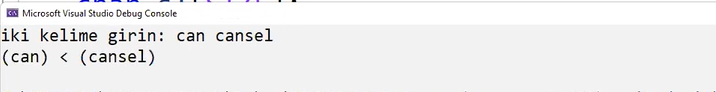 Microsoft Visual Studio Debug Console
iki kelime girin: can cansel
(can) < (cansel)